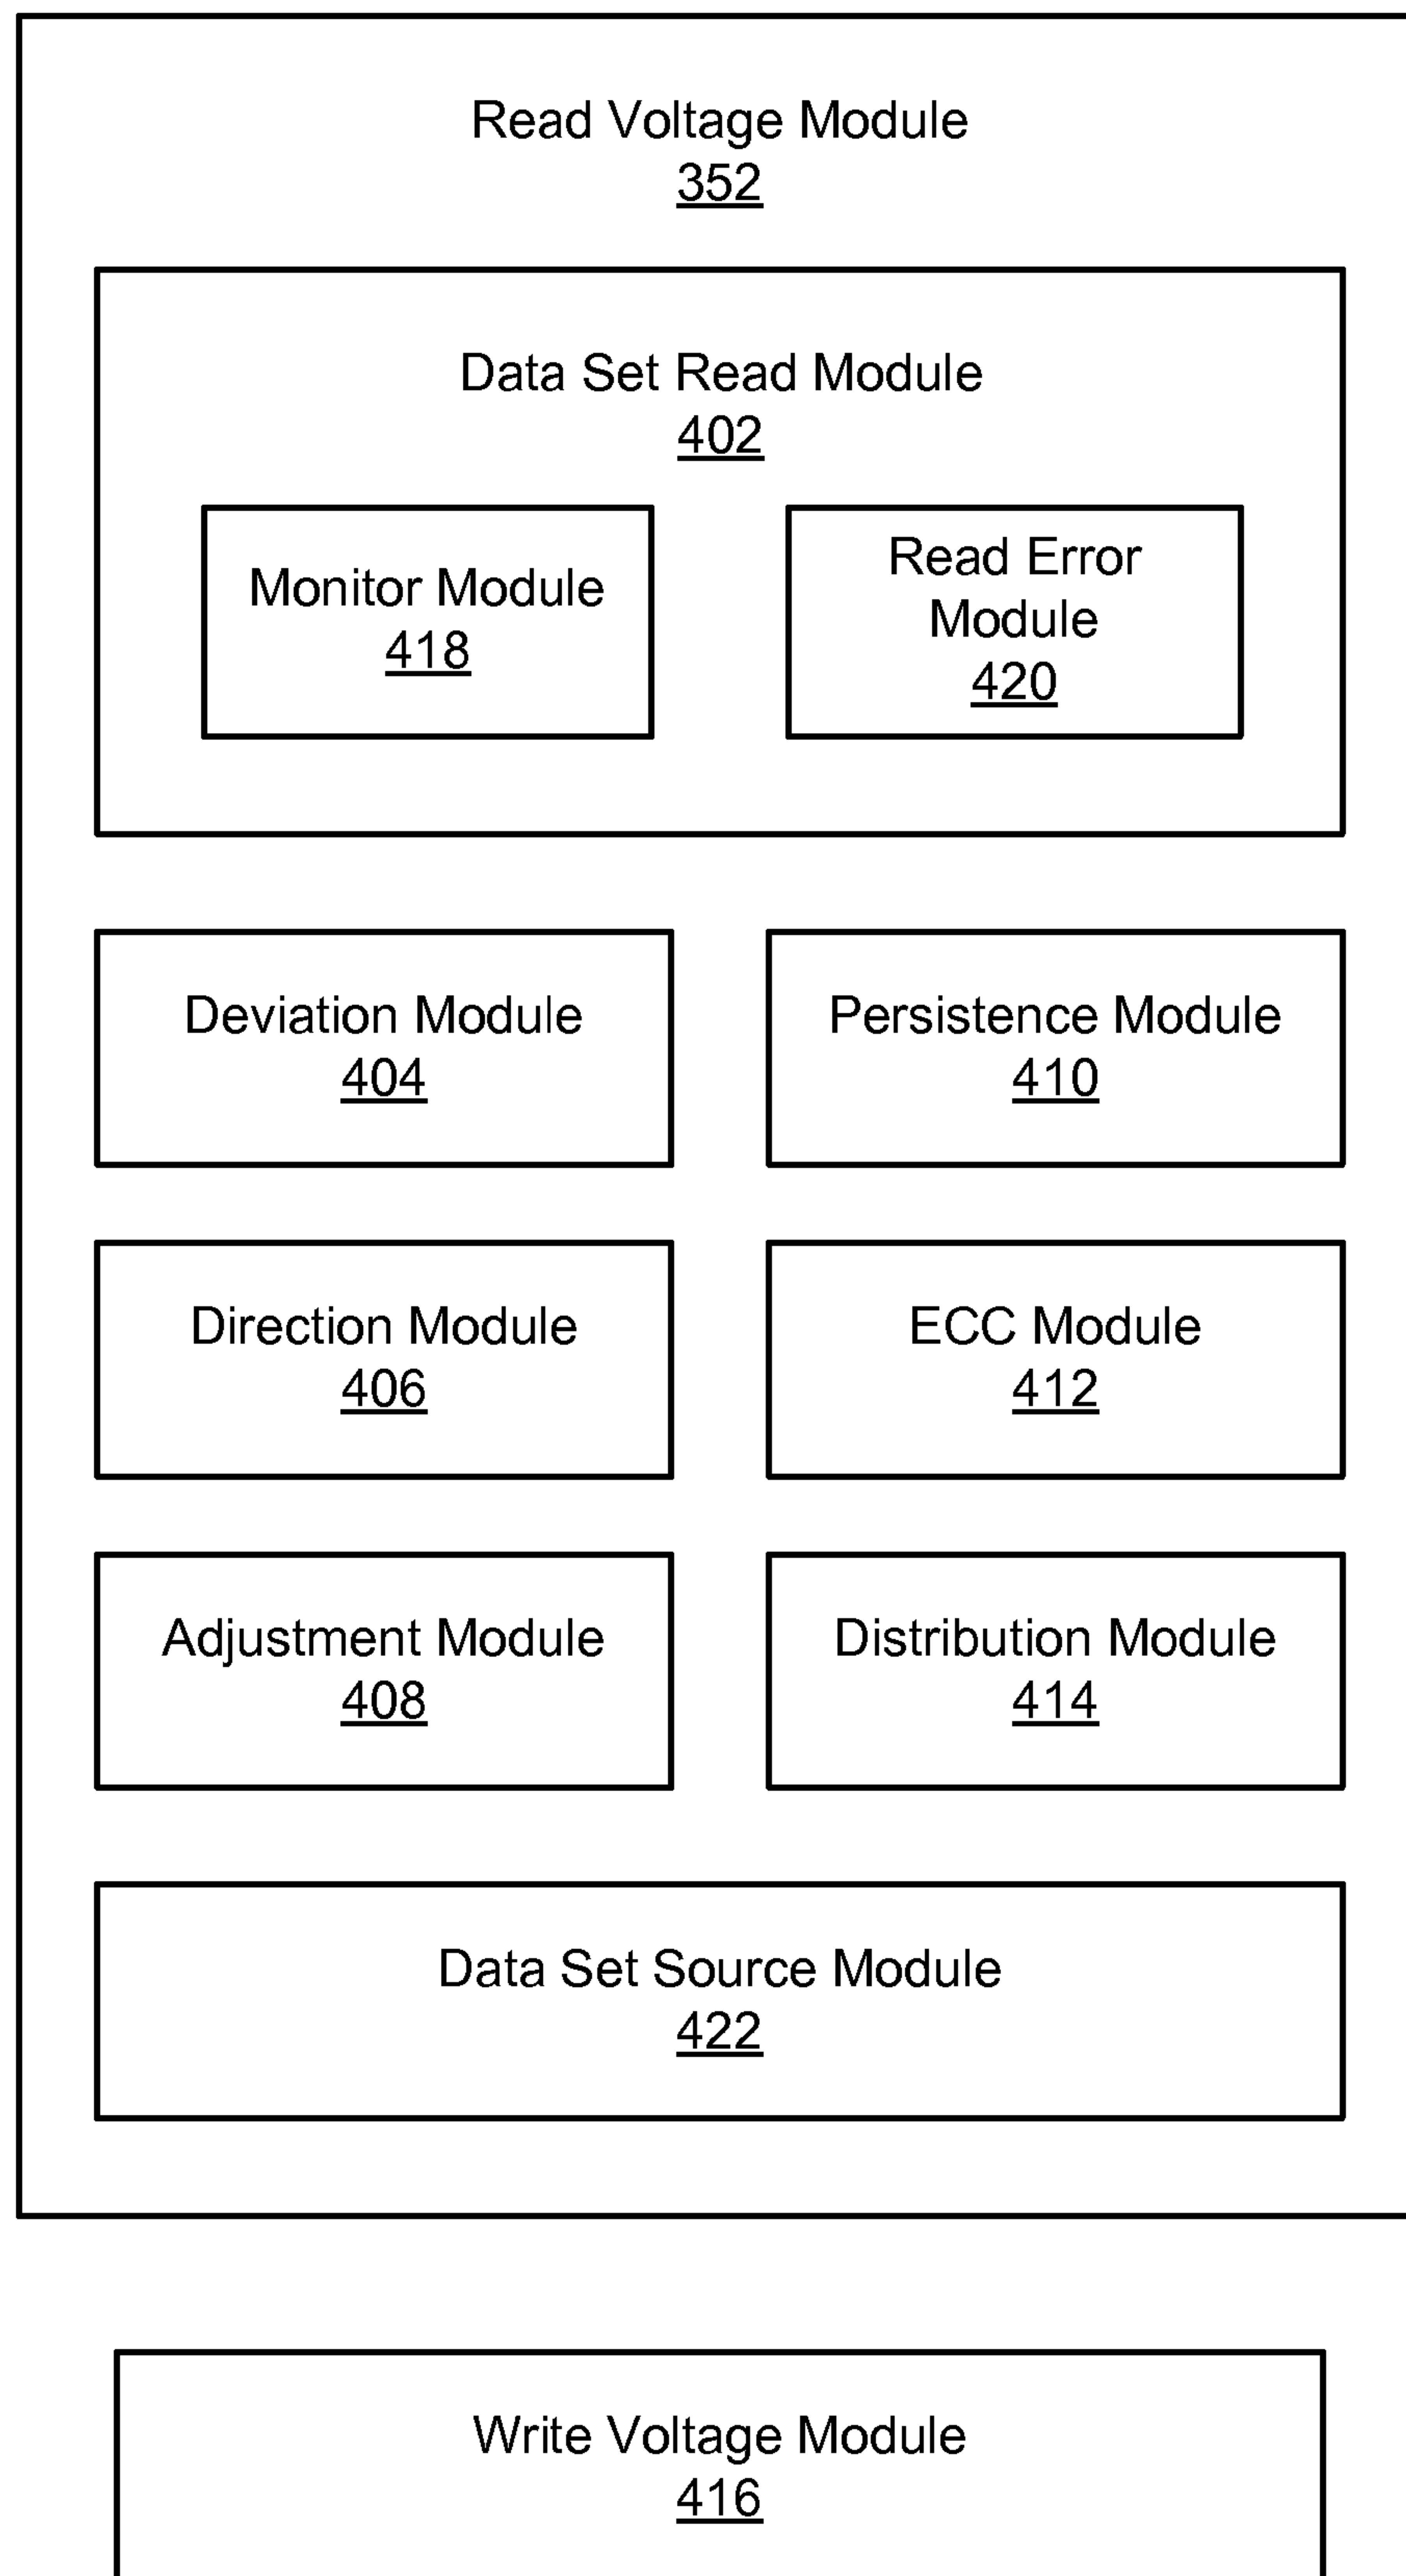 Read Voltage Module
352
Data Set Read Module
402
Monitor Module
418
Read Error
Module
420
Deviation Module
404
Persistence Module
410
Direction Module
406
ECC Module
412
Adjustment Module
408
Distribution Module
414
Data Set Source Module
422
Write Voltage Module
416